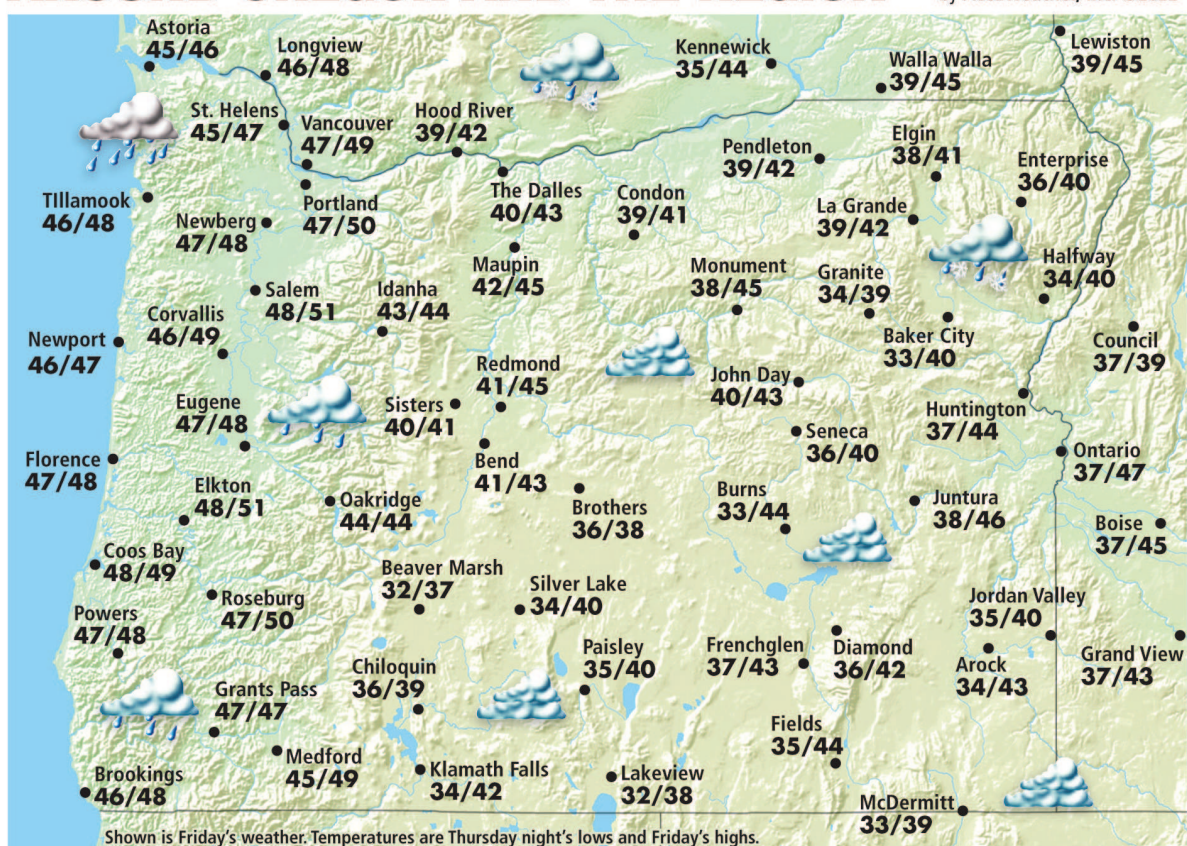 Astoria
45/46
Longview
46/48
Kennewick
35/44
Walla Walla
39/45
Lewiston
39/45
St. Helens
45/47
Vancouver
47/49
Hood River
39/42
Pendleton
39/42
Elgin
38/41
Enterprise
36/40
TIllamook
46/48
Portland
47/50
The Dalles
40/43
Condon
39/41
La Grande
39/42
Newberg
47/48
Maupin
42/45
Monument
38/45
Granite
34/39
Halfway
34/40
Salem
48/51
Idanha
43/44
Corvallis
46/49
Newport
46/47
Baker City
33/40
Council
37/39
Redmond
41/45
John Day
40/43
Eugene
47/48
Sisters
40/41
Huntington
37/44
Seneca
36/40
Florence
47/48
Bend
41/43
Ontario
37/47
Elkton
48/51
Oakridge
44/44
Brothers
36/38
Burns
33/44
Juntura
38/46
Boise
37/45
Coos Bay
48/49
Beaver Marsh
32/37
Silver Lake
34/40
Roseburg
47/50
Jordan Valley
35/40
Powers
47/48
Paisley
35/40
Frenchglen
37/43
Diamond
36/42
Arock
34/43
Grand View
37/43
Chiloquin
36/39
Grants Pass
47/47
Fields
35/44
Medford
45/49
Klamath Falls
34/42
Lakeview
32/38
Brookings
46/48
McDermitt
33/39
Shown is Friday's weather. Temperatures are Thursday night's lows and Friday's highs.